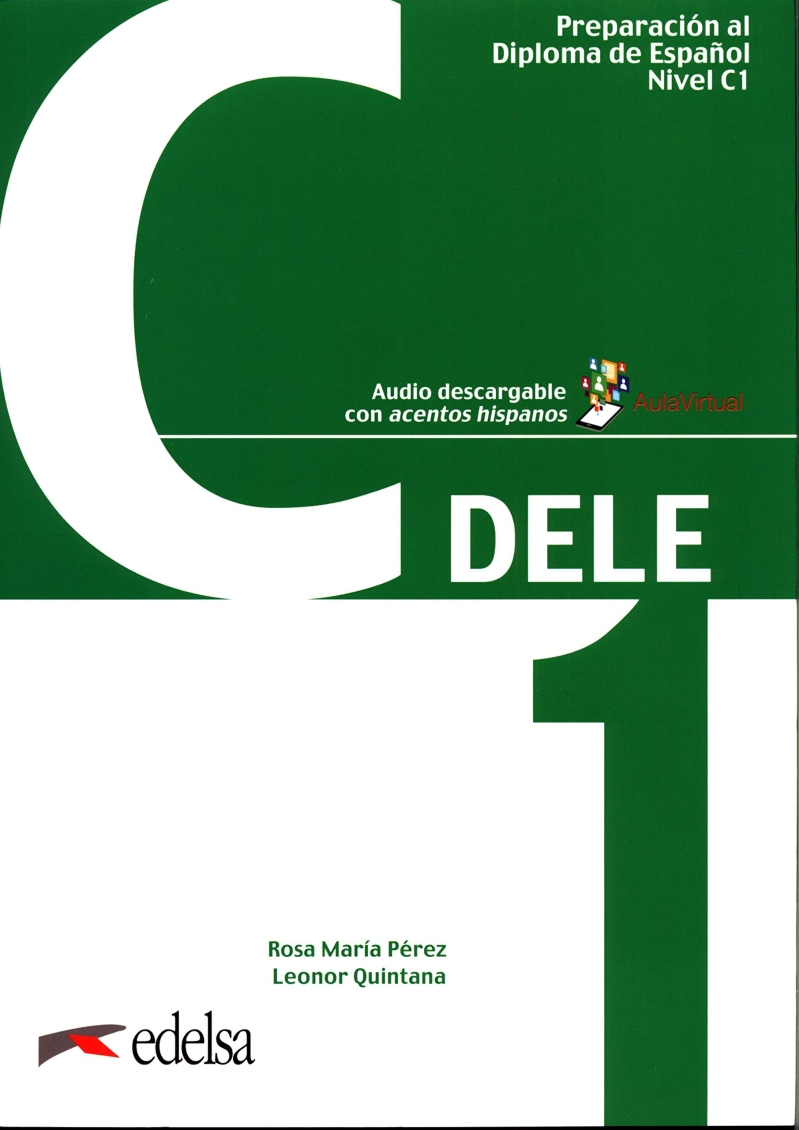 Preparación al
Diploma de Español
Nivel C1
Audio descargable
con acentos hispanos
AulaVirtual
C
DELE
1
Rosa María Pérez
Leonor Quintana
edelsa